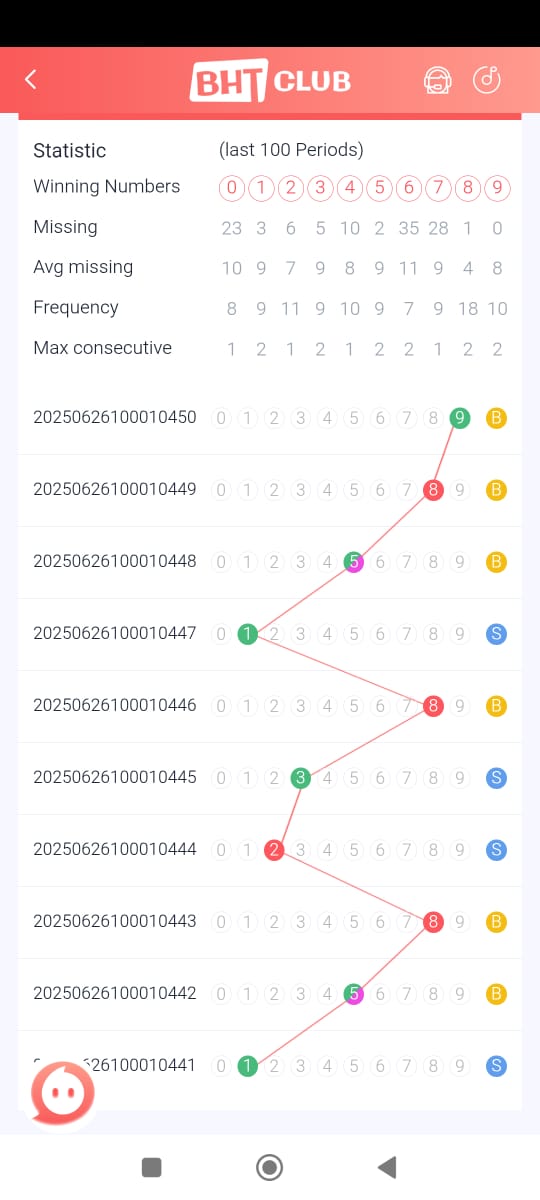 BHT CLUB
Statistic (last 100 Periods)
Winning Numbers 0 1 2 3 4 5 6 7 8 9
Missing 23 3 6 5 10 2 35 28 1 0
Avg missing 10 9 7 9 8 9 11 9 4 8
Frequency 8 9 11 9 10 9 7 9 18 10
Max consecutive 1 2 1 2 1 2 2 1 2 2
20250626100010450 0 1 2 3 4 5 6 7 8 9 B
20250626100010449 0 1 2 3 4 5 6 7 8 9 B
20250626100010448 0 1 2 3 4 5 6 7 8 9 B
20250626100010447 0 1 2 3 4 5 6 7 8 9 S
20250626100010446 0 1 2 3 4 5 6 7 8 9 B
20250626100010445 0 1 2 3 4 5 6 7 8 9 S
20250626100010444 0 1 2 3 4 5 6 7 8 9 S
20250626100010443 0 1 2 3 4 5 6 7 8 9 B
20250626100010442 0 1 2 3 4 5 6 7 8 9 B
0 1 2 3 4 5 6 7 8 9 S